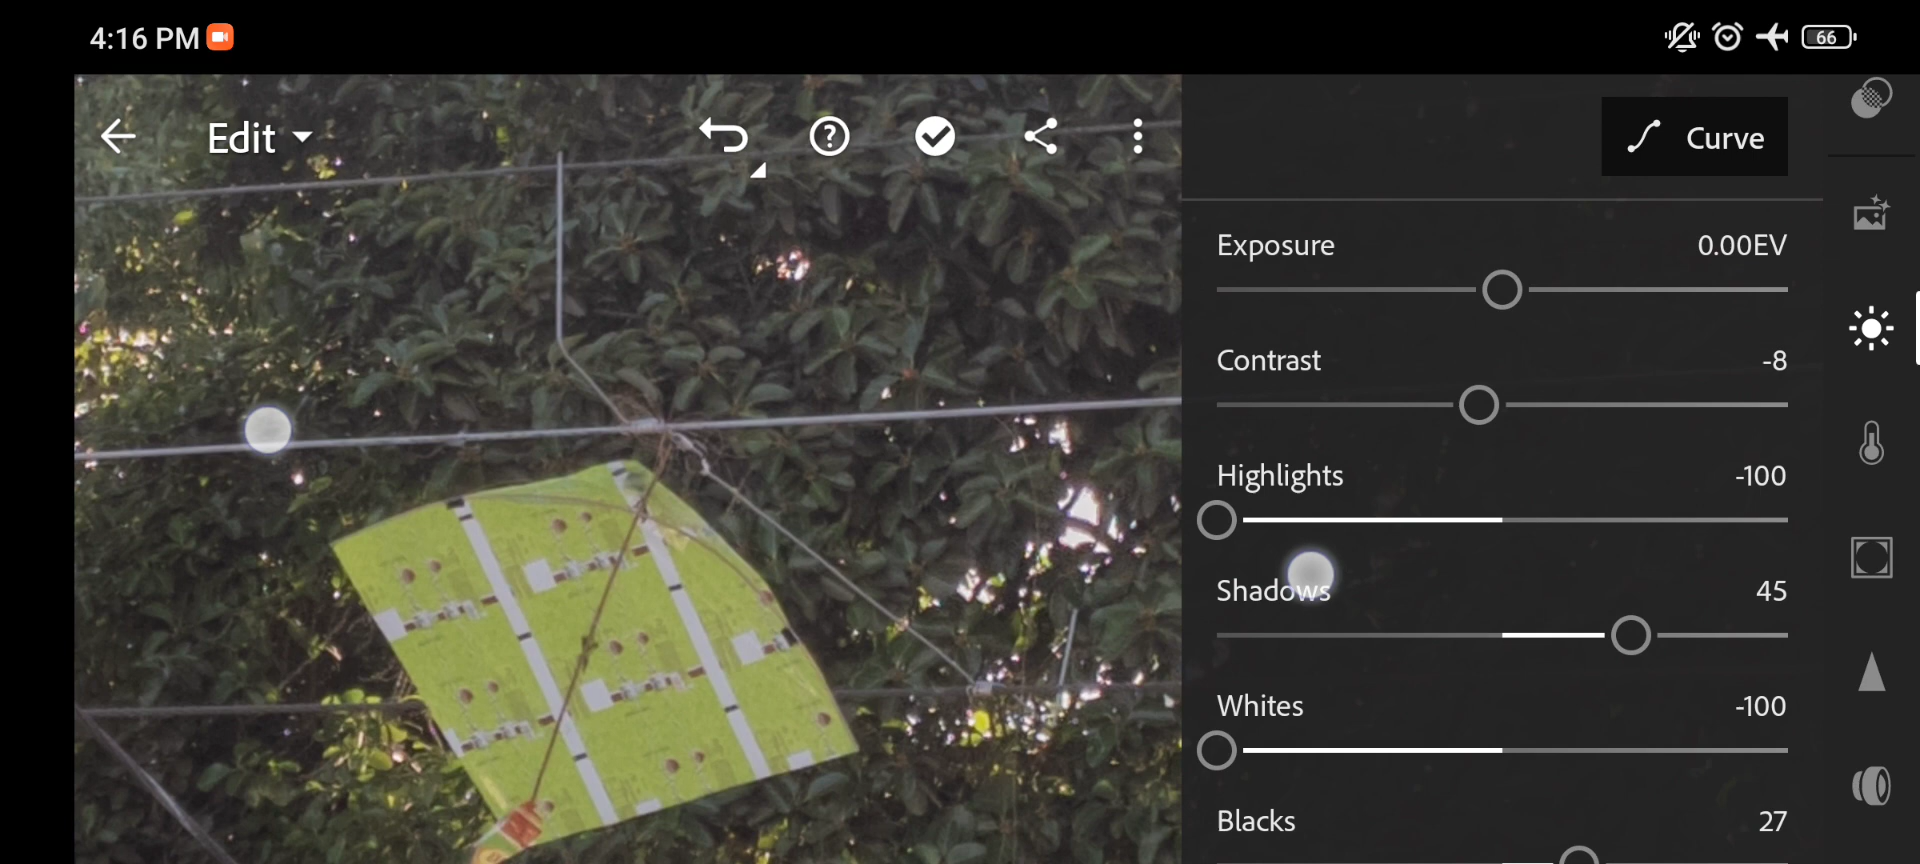 4:16 PM
66
Edit
Curve
Exposure 0.00EV
Contrast -8
Highlights -100
Shadows 45
Whites -100
Blacks 27